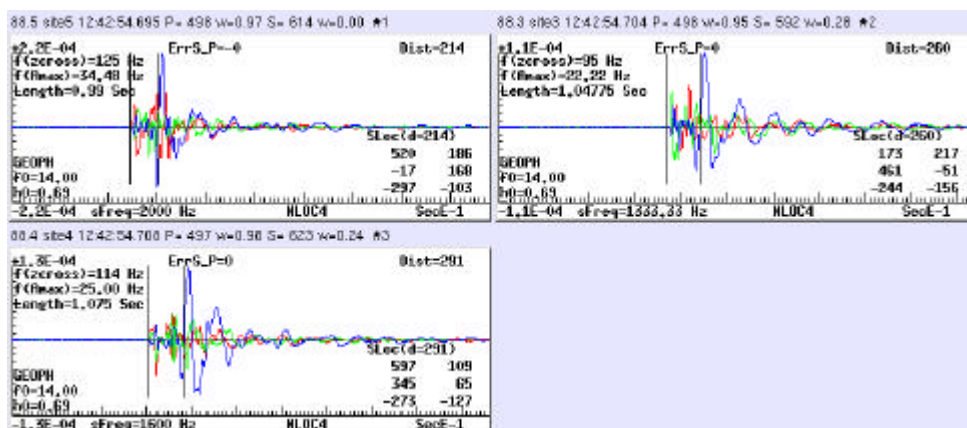 88.5 site5 12:42:54.695 P= 498 w=0.97 S= 614 w=0.00 #1
±2.2E-04 ErrS_P=-0 Dist=214
f(zcross)=125 Hz
f(Amax)=34.48 Hz
Length=0.99 Sec
SLoc(d=214)
520 186
-17 168
-297 -103
GEOPH
f0=14.00
h0=0.69
-2.2E-04 sFreq=2000 Hz NLOC4 SecE-1
88.3 site3 12:42:54.704 P= 498 w=0.95 S= 592 w=0.28 #2
±1.1E-04 ErrS_P=0 Dist=260
f(zcross)=95 Hz
f(Amax)=22.22 Hz
Length=1.04775 Sec
SLoc(d=260)
173 217
461 -51
-244 -156
GEOPH
f0=14.00
h0=0.69
-1.1E-04 sFreq=1333.33 Hz NLOC4 SecE-1
88.4 site4 12:42:54.708 P= 497 w=0.98 S= 623 w=0.24 #3
±1.3E-04 ErrS_P=0 Dist=291
f(zcross)=114 Hz
f(Amax)=25.00 Hz
Length=1.075 Sec
SLoc(d=291)
597 109
345 65
-273 -127
GEOPH
f0=14.00
h0=0.69
-1.3E-04 sFreq=1600 Hz NLOC4 SecE-1